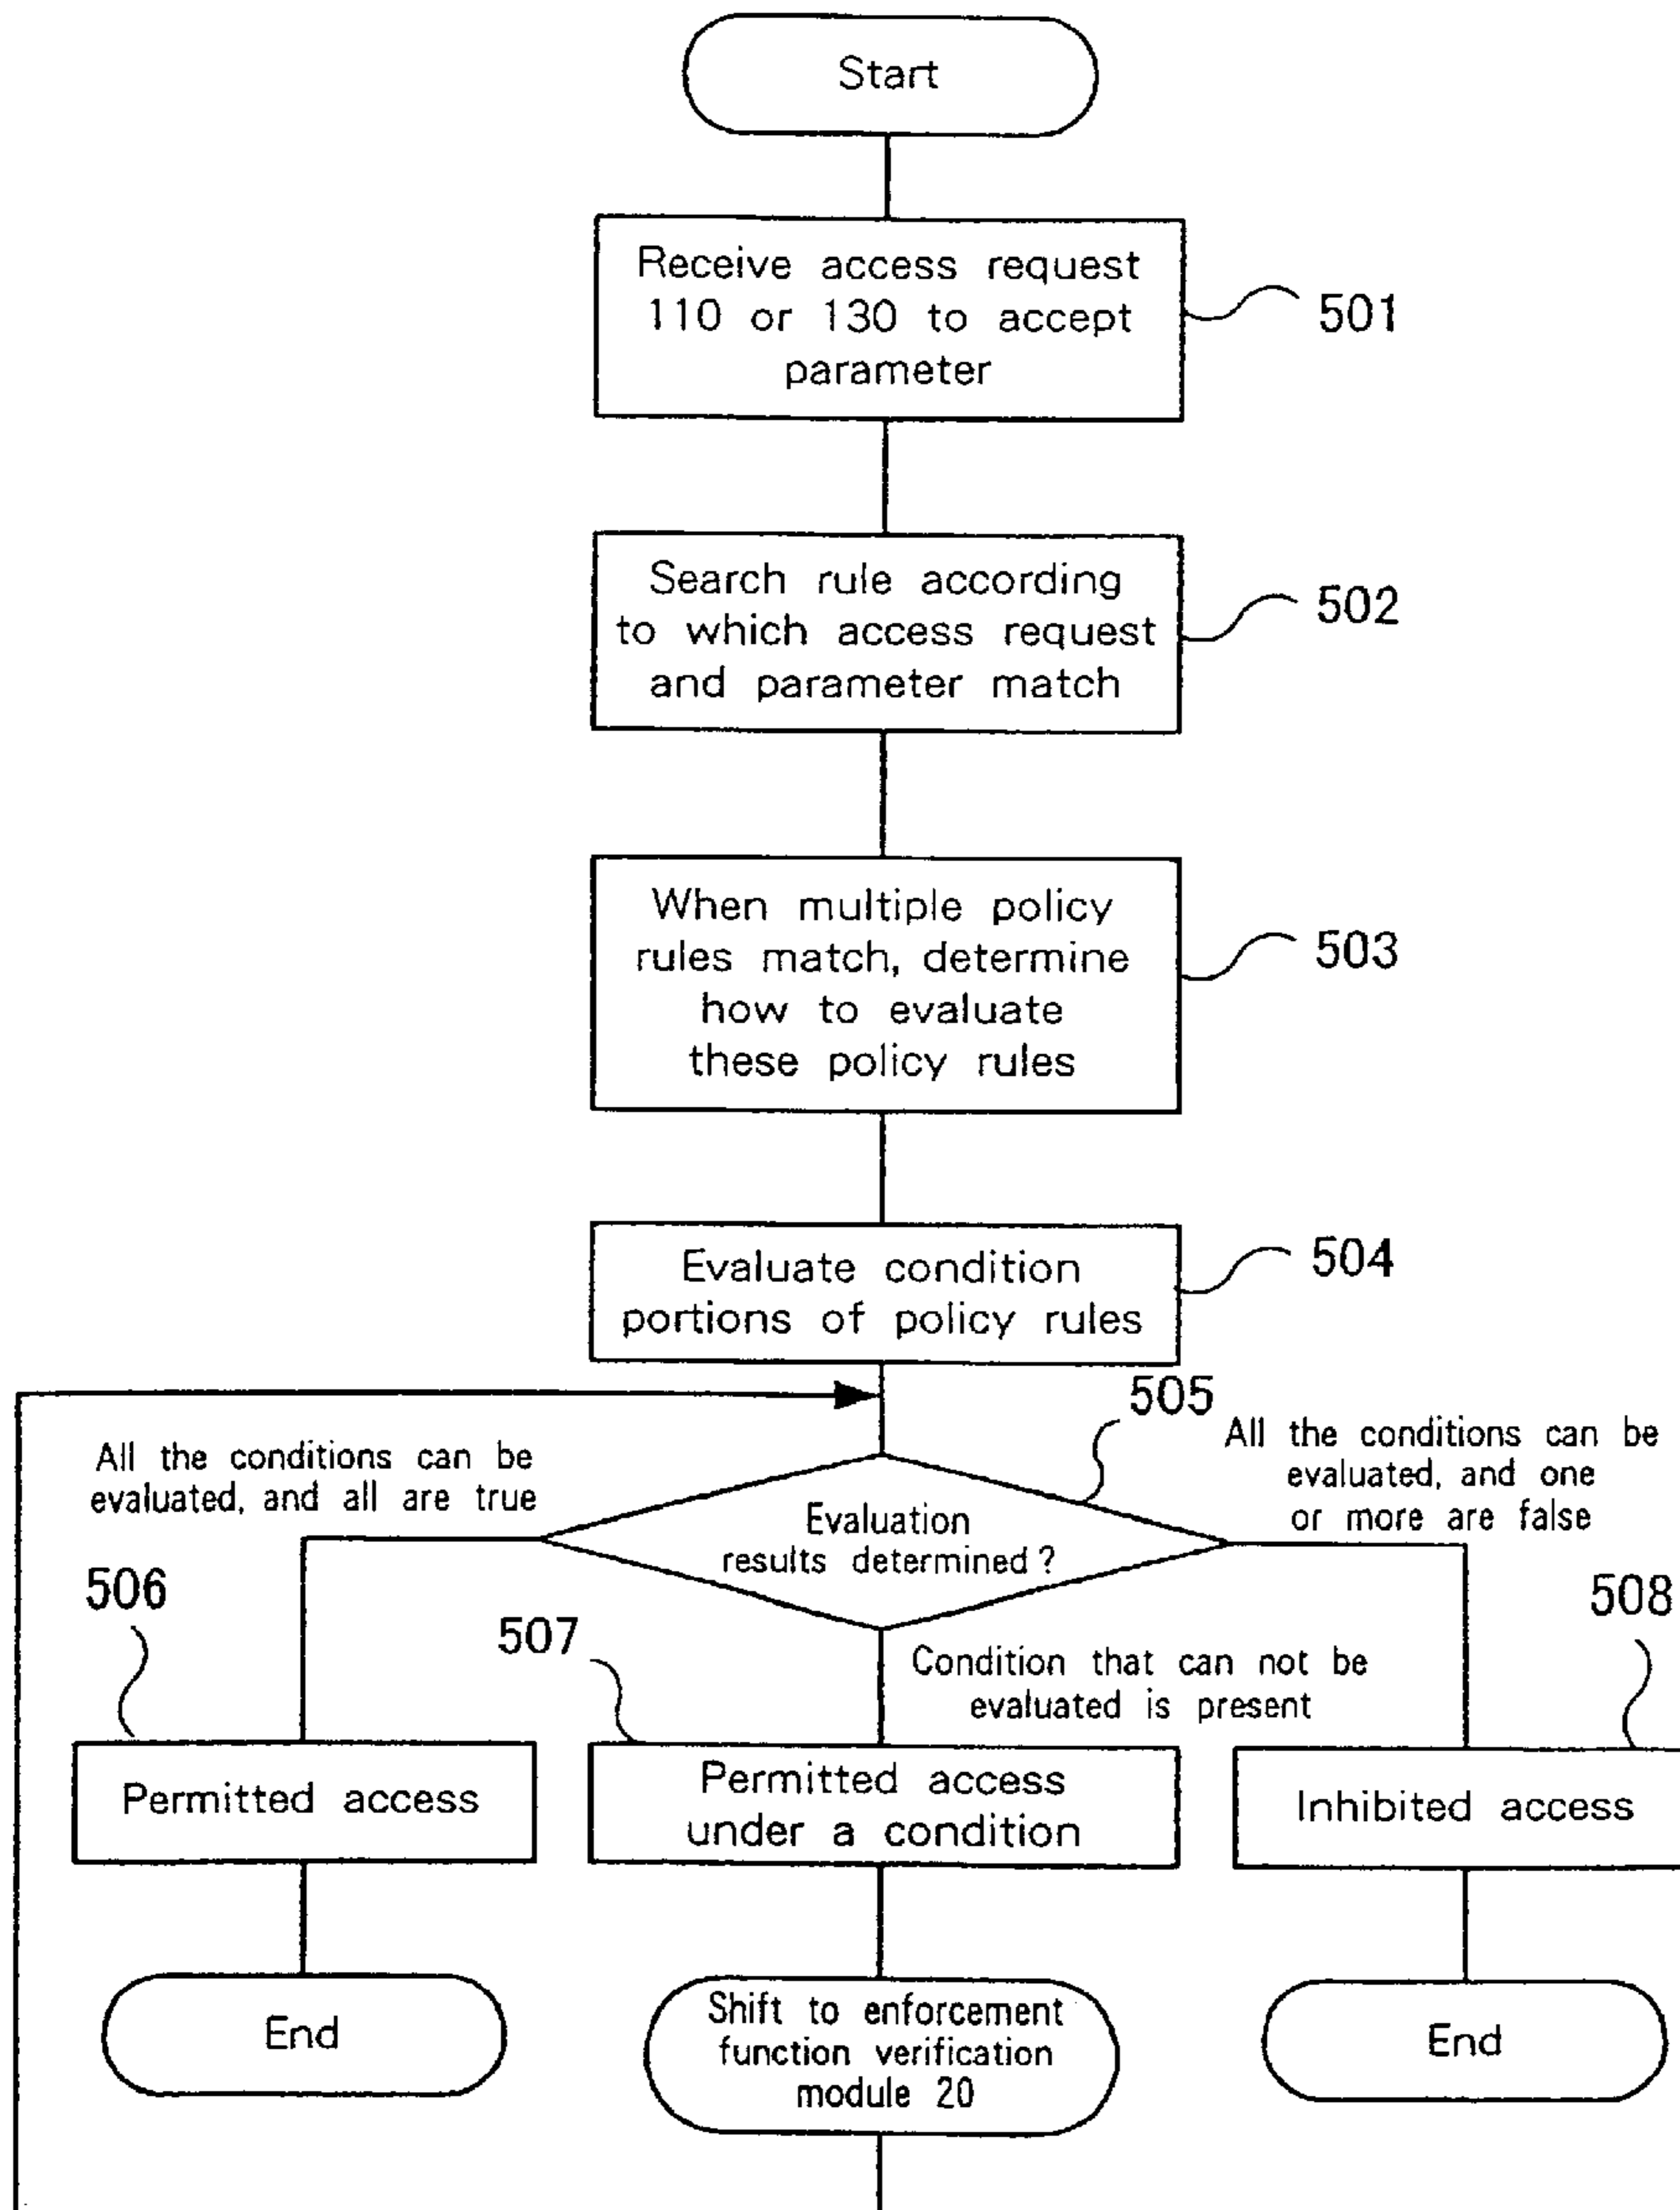 Start
Receive access request
110 or 130 to accept
parameter
501
Search rule according
to which access request
and parameter match
502
When multiple policy
rules match, determine
how to evaluate
these policy rules
503
Evaluate condition
portions of policy rules
504
505
All the conditions can be
evaluated, and all are true
All the conditions can be
evaluated, and one
or more are false
Evaluation
results determined?
506
507
508
Condition that can not be
evaluated is present
Permitted access
Permitted access
under a condition
Inhibited access
End
Shift to enforcement
function verification
module 20
End